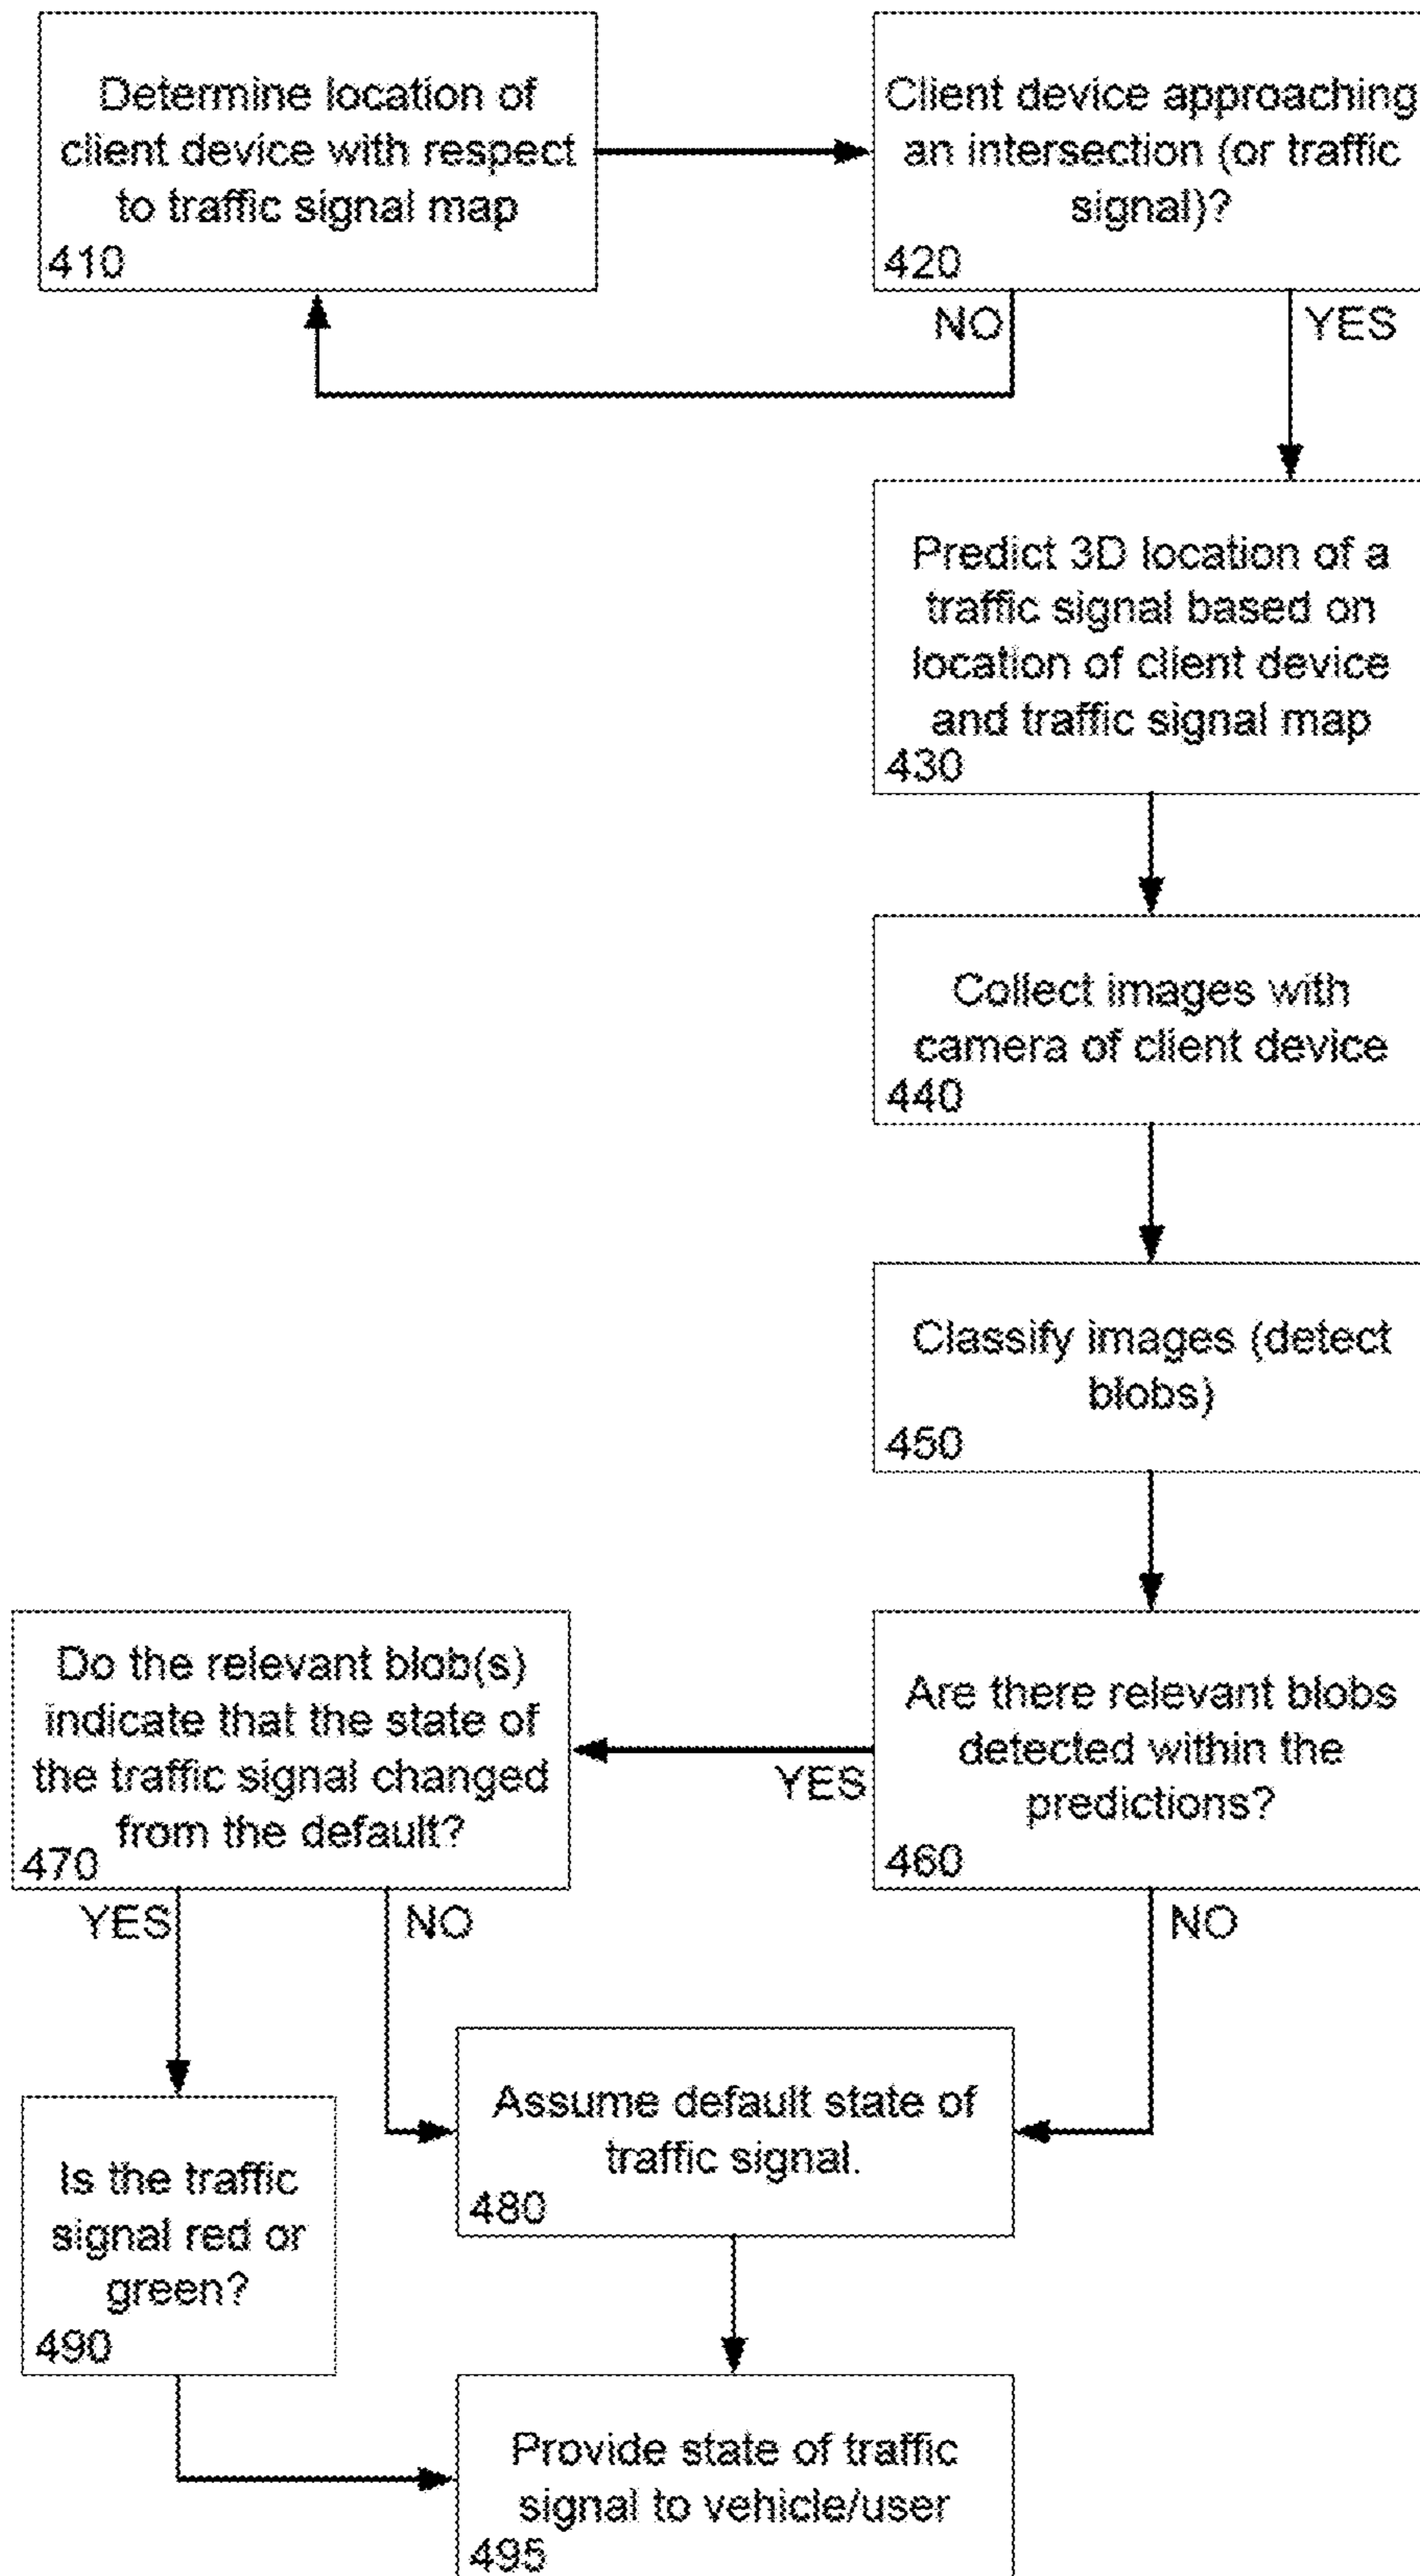 Determine location of
client device with respect
to traffic signal map
410
Client device approaching
an intersection (or traffic
signal)?
420
NO
YES
Predict 3D location of a
traffic signal based on
location of client device
and traffic signal map
430
Collect images with
camera of client device
440
Classify images (detect
blobs)
450
Are there relevant blobs
detected within the
predictions?
460
YES
NO
Do the relevant blob(s)
indicate that the state of
the traffic signal changed
from the default?
470
YES
NO
Assume default state of
traffic signal.
480
Is the traffic
signal red or
green?
490
Provide state of traffic
signal to vehicle/user
495